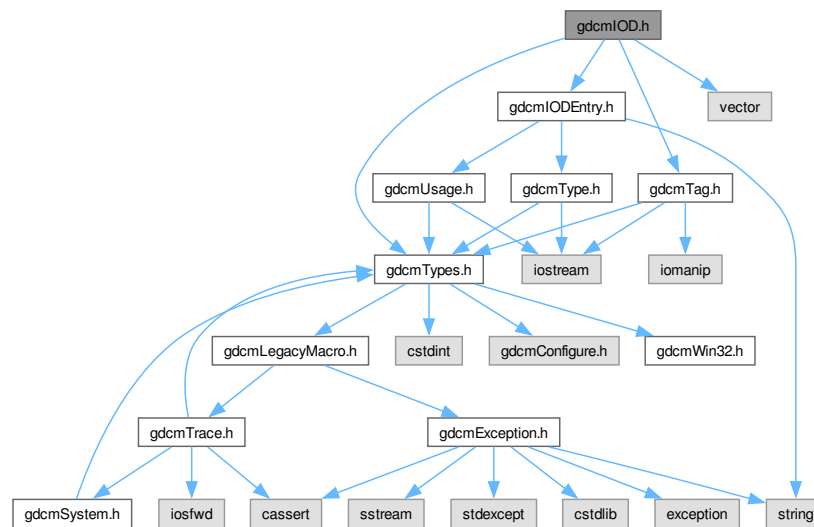 gdcmIOD.h
gdcmIODEntry.h
vector
gdcmUsage.h
gdcmType.h
gdcmTag.h
gdcmTypes.h
iostream
iomanip
gdcmLegacyMacro.h
cstdint
gdcmConfigure.h
gdcmWin32.h
gdcmTrace.h
gdcmException.h
gdcmSystem.h
iosfwd
cassert
sstream
stdexcept
cstdlib
exception
string